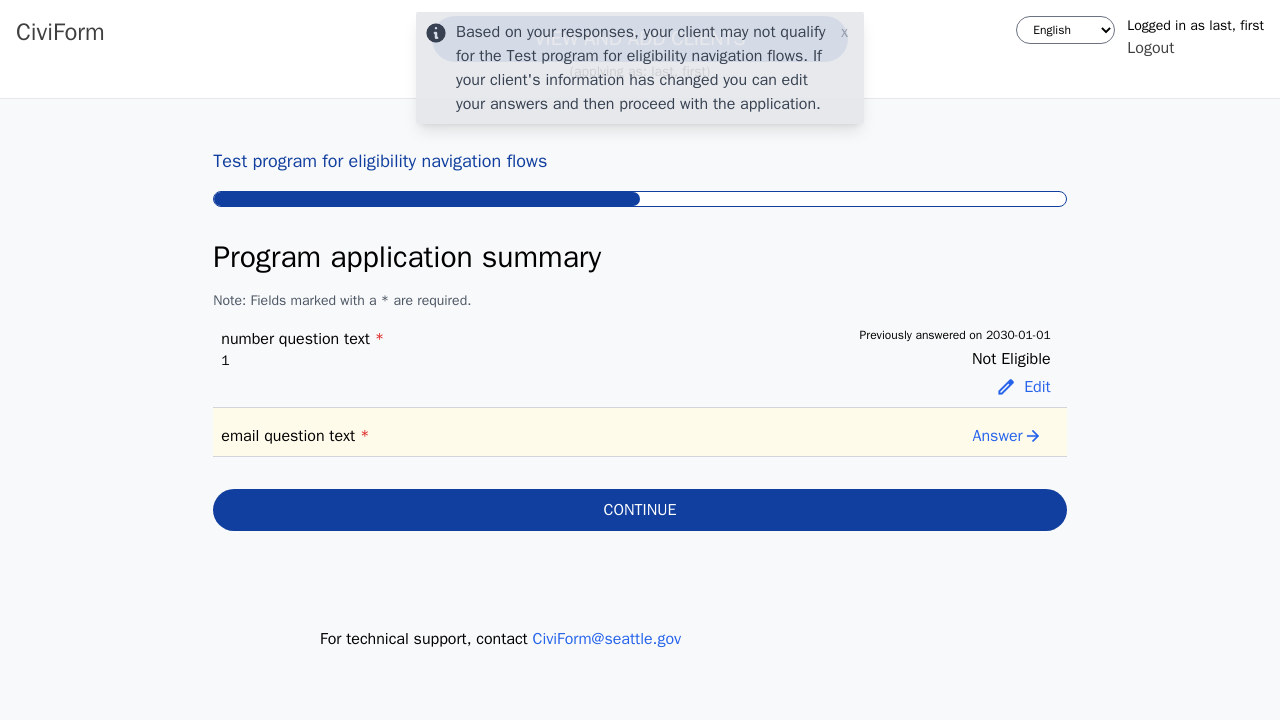 CiviForm
Based on your responses, your client may not qualify
for the Test program for eligibility navigation flows. If
your client's information has changed you can edit
your answers and then proceed with the application.
x
English
Logged in as last, first
Logout
Test program for eligibility navigation flows
Program application summary
Note: Fields marked with a * are required.
number question text *
1
Previously answered on 2030-01-01
Not Eligible
Edit
email question text *
Answer
CONTINUE
For technical support, contact CiviForm@seattle.gov